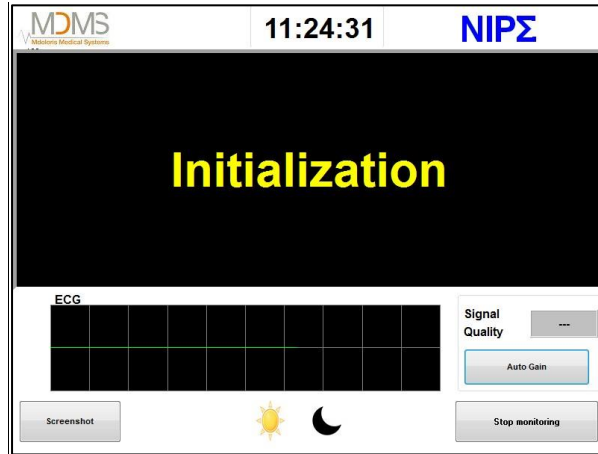 MDMS
Mdoloris Medical Systems
11:24:31
NIPΣ
Initialization
ECG
Signal
Quality
---
Auto Gain
Screenshot
Stop monitoring